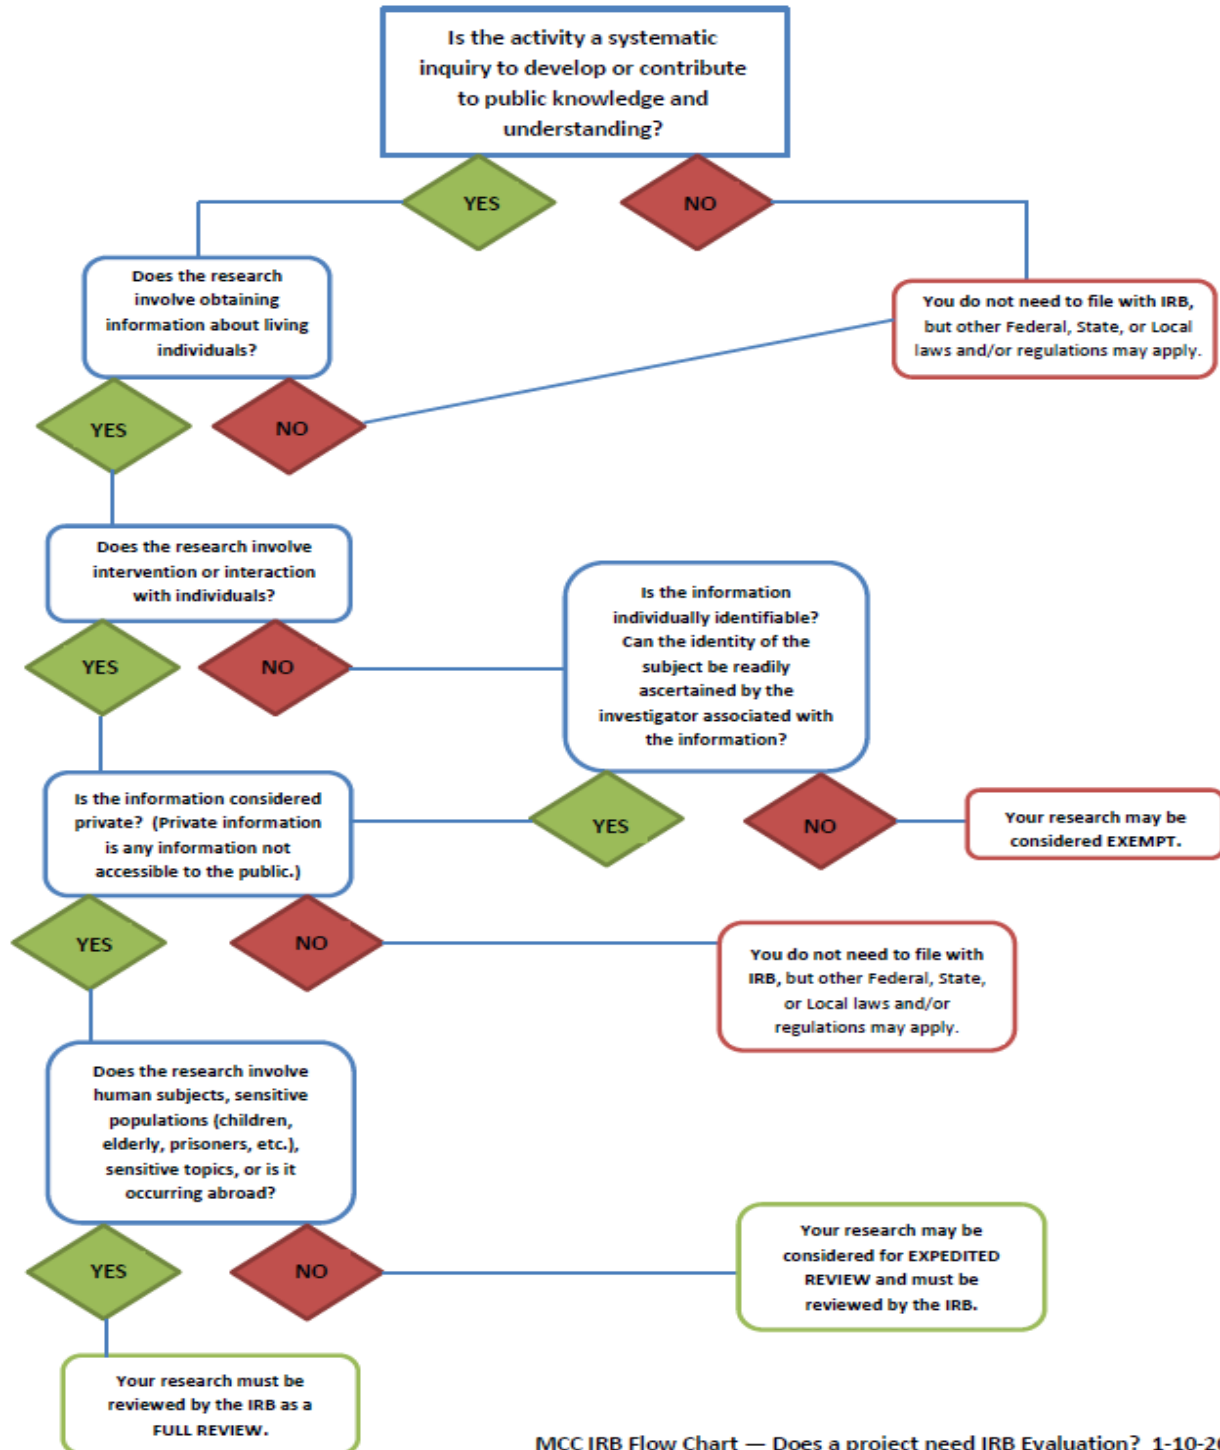 Is the activity a systematic
inquiry to develop or contribute
to public knowledge and
understanding?
YES
NO
Does the research
involve obtaining
information about living
individuals?
You do not need to file with IRB,
but other Federal, State, or Local
laws and/or regulations may apply.
YES
NO
Does the research involve
intervention or interaction
with individuals?
Is the information
individually identifiable?
Can the identity of the
subject be readily
ascertained by the
investigator associated with
the information?
YES
NO
Is the information considered
private?  (Private information
is any information not
accessible to the public.)
YES
NO
Your research may be
considered EXEMPT.
YES
NO
You do not need to file with
IRB, but other Federal, State,
or Local laws and/or
regulations may apply.
Does the research involve
human subjects, sensitive
populations (children,
elderly, prisoners, etc.),
sensitive topics, or is it
occurring abroad?
YES
NO
Your research may be
considered for EXPEDITED
REVIEW and must be
reviewed by the IRB.
Your research must be
reviewed by the IRB as a
FULL REVIEW.
MCC IRB Flow Chart — Does a project need IRB Evaluation?  1-10-20